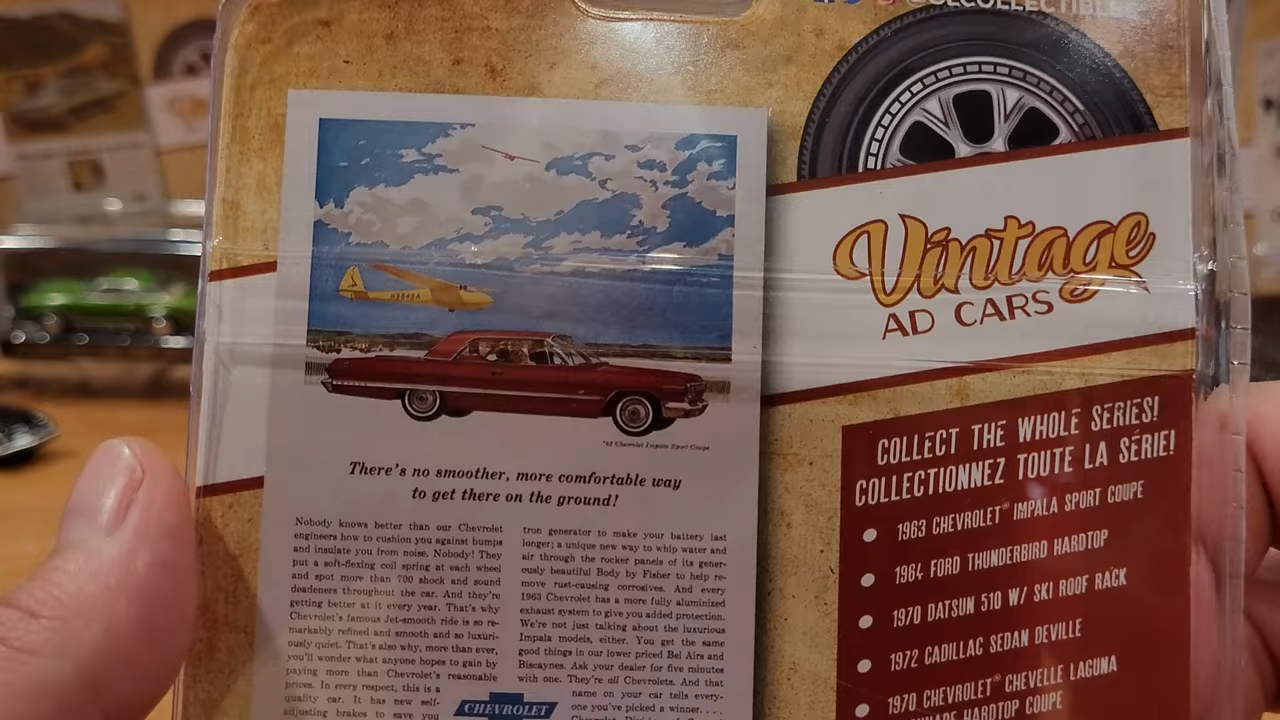 @GLCOLLECTIBLES
Vintage
AD CARS
N3848A
'63 Chevrolet Impala Sport Coupe
There's no smoother, more comfortable way
to get there on the ground!
Nobody knows better than our Chevrolet
engineers how to cushion you against bumps
and insulate you from noise. Nobody! They
put a soft-flexing coil spring at each wheel
and spot more than 700 shock and sound
deadeners throughout the car. And they're
getting better at it every year. That's why
Chevrolet's famous Jet-smooth ride is so re-
markably refined and smooth and so luxuri-
ously quiet. That's also why, more than ever,
you'll wonder what anyone hopes to gain by
paying more than Chevrolet's reasonable
prices. In every respect, this is a
quality car. It has new self-
adjusting brakes to save you
tron generator to make your battery last
longer; a unique new way to whip water and
air through the rocker panels of its gener-
ously beautiful Body by Fisher to help re-
move rust-causing corrosives. And every
1963 Chevrolet has a more fully aluminized
exhaust system to give you added protection.
We're not just talking about the luxurious
Impala models, either. You get the same
good things in our lower priced Bel Airs and
Biscaynes. Ask your dealer for five minutes
with one. They're all Chevrolets. And that
name on your car tells every-
one you've picked a winner. . . .
CHEVROLET
COLLECT THE WHOLE SERIES!
COLLECTIONNEZ TOUTE LA SÉRIE!
1963 CHEVROLET® IMPALA SPORT COUPE
1964 FORD THUNDERBIRD HARDTOP
1970 DATSUN 510 W/ SKI ROOF RACK
1972 CADILLAC SEDAN DEVILLE
1970 CHEVROLET® CHEVELLE LAGUNA
HARDTOP COUPE